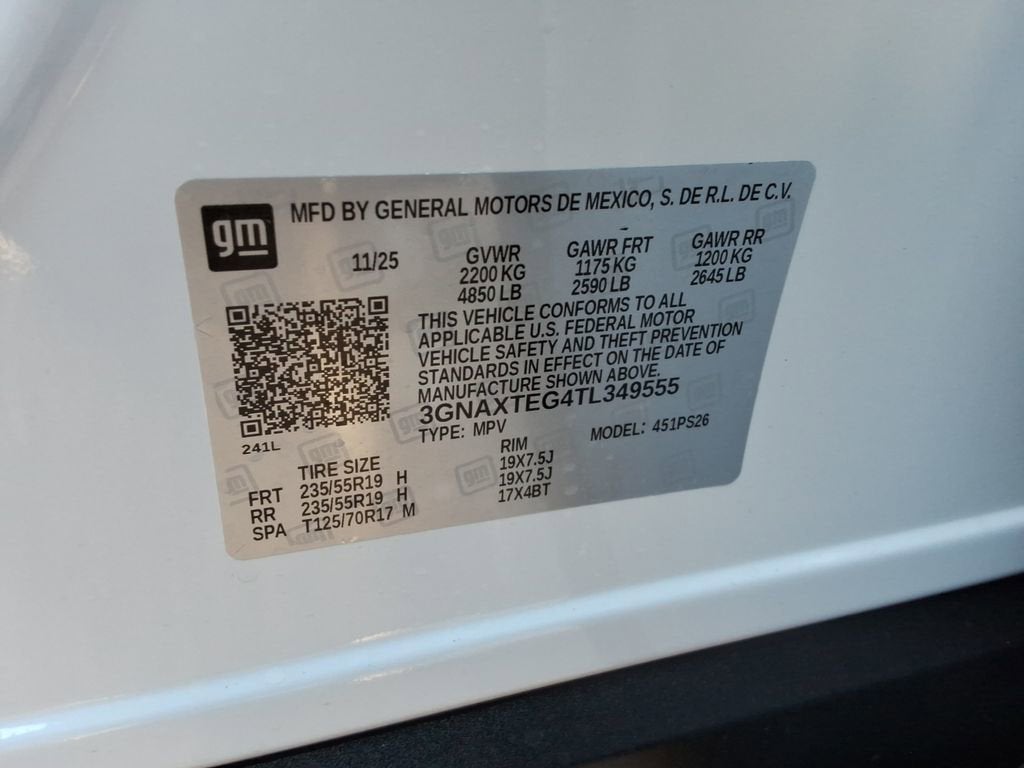 gm MFD BY GENERAL MOTORS DE MEXICO, S. DE R.L. DE C.V.
11/25 GVWR GAWR FRT GAWR RR
2200 KG 1175 KG 1200 KG
4850 LB 2590 LB 2645 LB
THIS VEHICLE CONFORMS TO ALL
APPLICABLE U.S. FEDERAL MOTOR
VEHICLE SAFETY AND THEFT PREVENTION
STANDARDS IN EFFECT ON THE DATE OF
MANUFACTURE SHOWN ABOVE.
3GNAXTEG4TL349555
TYPE: MPV MODEL: 451PS26
241L
TIRE SIZE RIM
FRT 235/55R19 H 19X7.5J
RR 235/55R19 H 19X7.5J
SPA T125/70R17 M 17X4BT